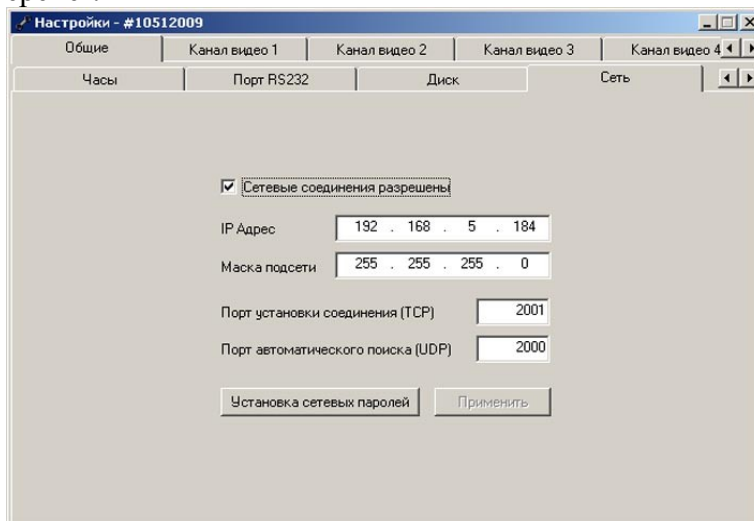 Настройки - #10512009
Общие Канал видео 1 Канал видео 2 Канал видео 3 Канал видео 4
Часы Порт RS232 Диск Сеть
Сетевые соединения разрешены
IP Адрес 192 . 168 . 5 . 184
Маска подсети 255 . 255 . 255 . 0
Порт установки соединения (TCP) 2001
Порт автоматического поиска (UDP) 2000
Установка сетевых паролей Применить